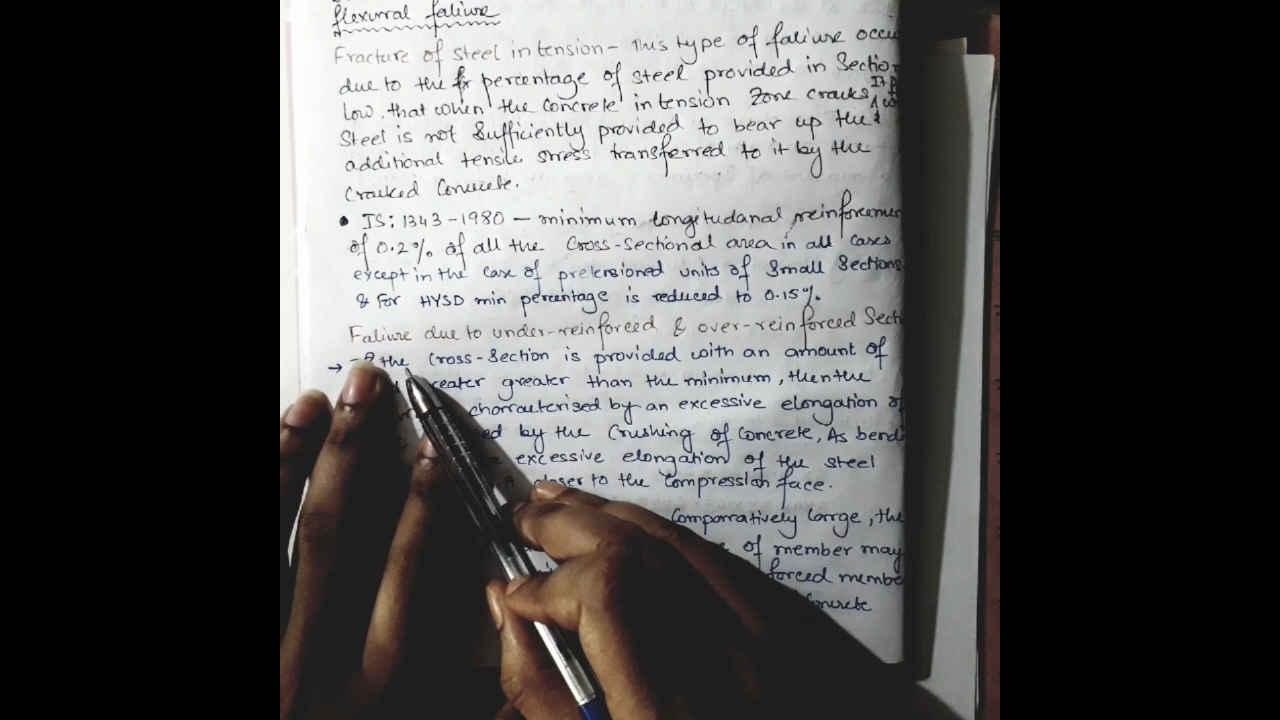 flexural faliure
Fracture of steel in tension - This type of faliure occu
due to the percentage of steel provided in Section
low, that when the concrete in tension Zone cracks,
Steel is not Sufficiently provided to bear up the
additional tensile stress transferred to it by the
Cracked Concrete.
• IS: 1343-1980 - minimum longitudanal reinforcemen
of 0.2% of all the Cross-Sectional area in all cases
except in the case of pretensioned units of Small Sections
& For HYSD min percentage is reduced to 0.15%.
Faliure due to under-reinforced & over-reinforced Secti
→ the Cross-Section is provided with an amount of
greater than the minimum, then the
charracterised by an excessive elongation of
by the Crushing of Concrete, As bendi
excessive elongation of the steel
closer to the Compression face.
Comparratively large, the
of member may
forced membe
Concrete